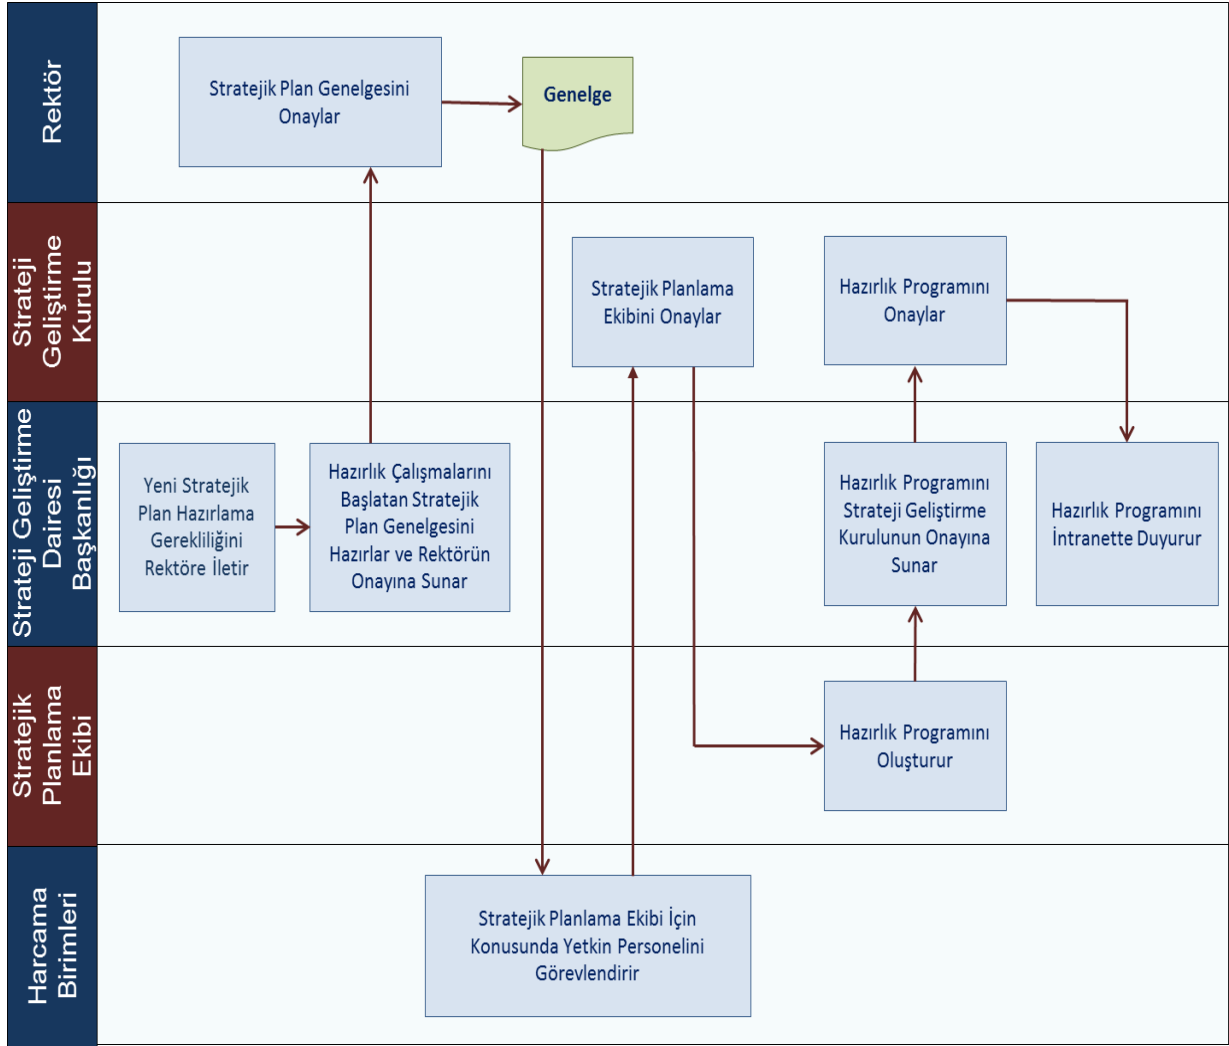 Rektör
Stratejik Plan Genelgesini
Onaylar
Genelge
Strateji
Geliştirme
Kurulu
Stratejik Planlama
Ekibini Onaylar
Hazırlık Programını
Onaylar
Strateji Geliştirme
Dairesi
Başkanlığı
Yeni Stratejik
Plan Hazırlama
Gerekliliğini
Rektöre İletir
Hazırlık Çalışmalarını
Başlatan Stratejik
Plan Genelgesini
Hazırlar ve Rektörün
Onayına Sunar
Hazırlık Programını
Strateji Geliştirme
Kurulunun Onayına
Sunar
Hazırlık Programını
İntranette Duyurur
Stratejik
Planlama
Ekibi
Hazırlık Programını
Oluşturur
Harcama
Birimleri
Stratejik Planlama Ekibi İçin
Konusunda Yetkin Personelini
Görevlendirir